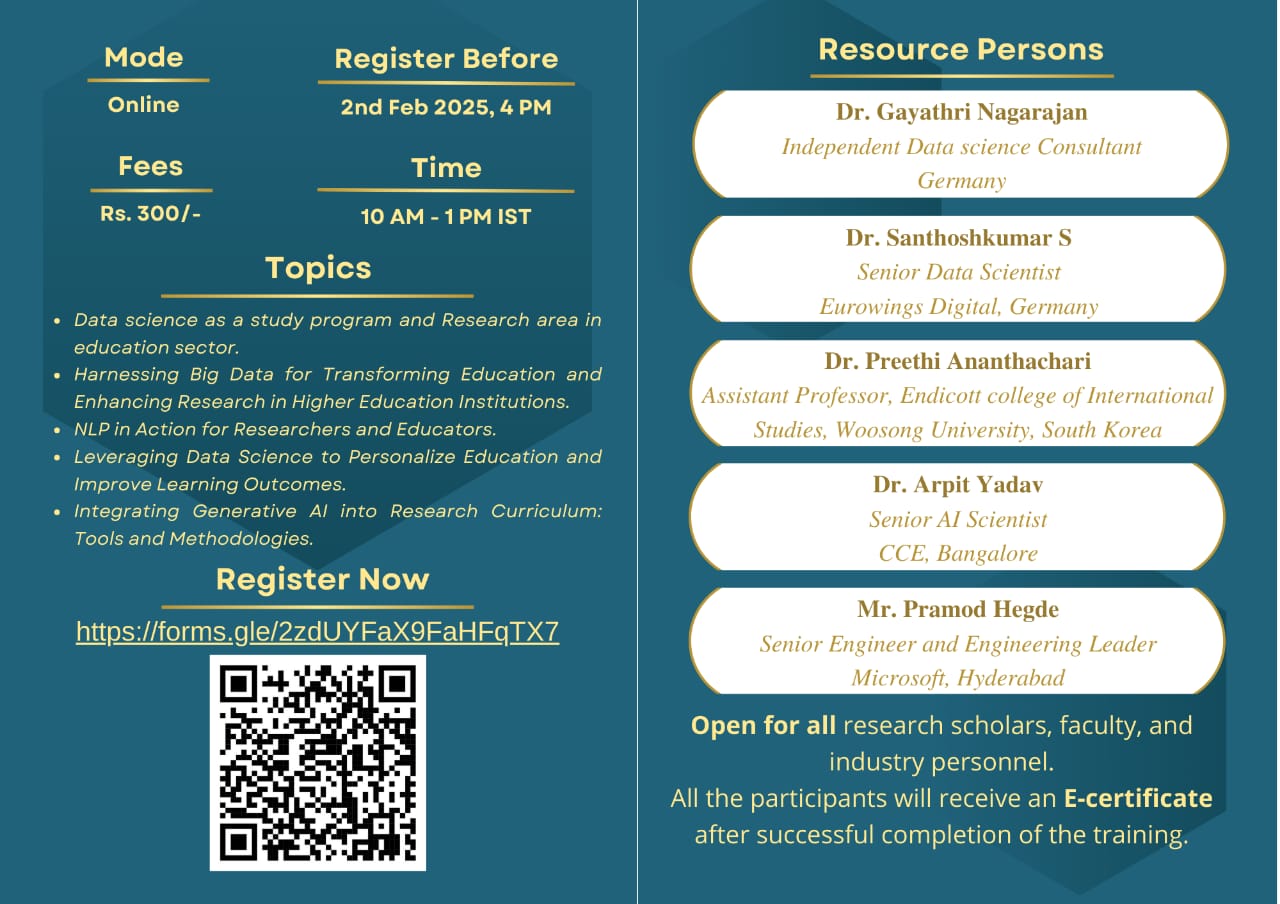 Mode
Online
Register Before
2nd Feb 2025, 4 PM
Fees
Rs. 300/-
Time
10 AM - 1 PM IST
Topics
• Data science as a study program and Research area in
education sector.
• Harnessing Big Data for Transforming Education and
Enhancing Research in Higher Education Institutions.
• NLP in Action for Researchers and Educators.
• Leveraging Data Science to Personalize Education and
Improve Learning Outcomes.
• Integrating Generative AI into Research Curriculum:
Tools and Methodologies.
Register Now
https://forms.gle/2zdUYFaX9FaHFqTX7
Resource Persons
Dr. Gayathri Nagarajan
Independent Data science Consultant
Germany
Dr. Santhoshkumar S
Senior Data Scientist
Eurowings Digital, Germany
Dr. Preethi Ananthachari
Assistant Professor, Endicott college of International
Studies, Woosong University, South Korea
Dr. Arpit Yadav
Senior AI Scientist
CCE, Bangalore
Mr. Pramod Hegde
Senior Engineer and Engineering Leader
Microsoft, Hyderabad
Open for all research scholars, faculty, and
industry personnel.
All the participants will receive an E-certificate
after successful completion of the training.